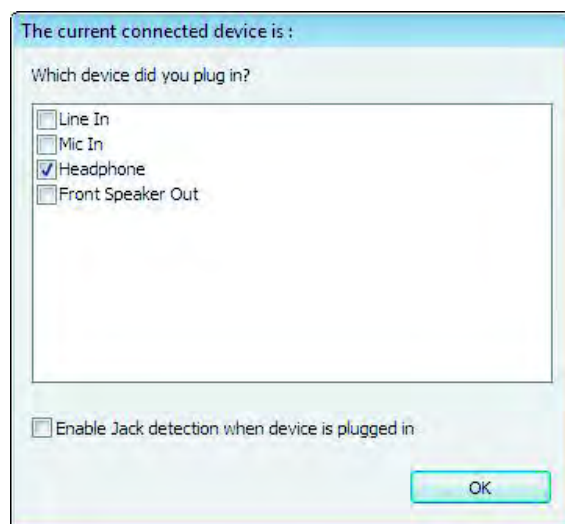 The current connected device is :
Which device did you plug in?
Line In
Mic In
Headphone
Front Speaker Out
Enable Jack detection when device is plugged in
OK